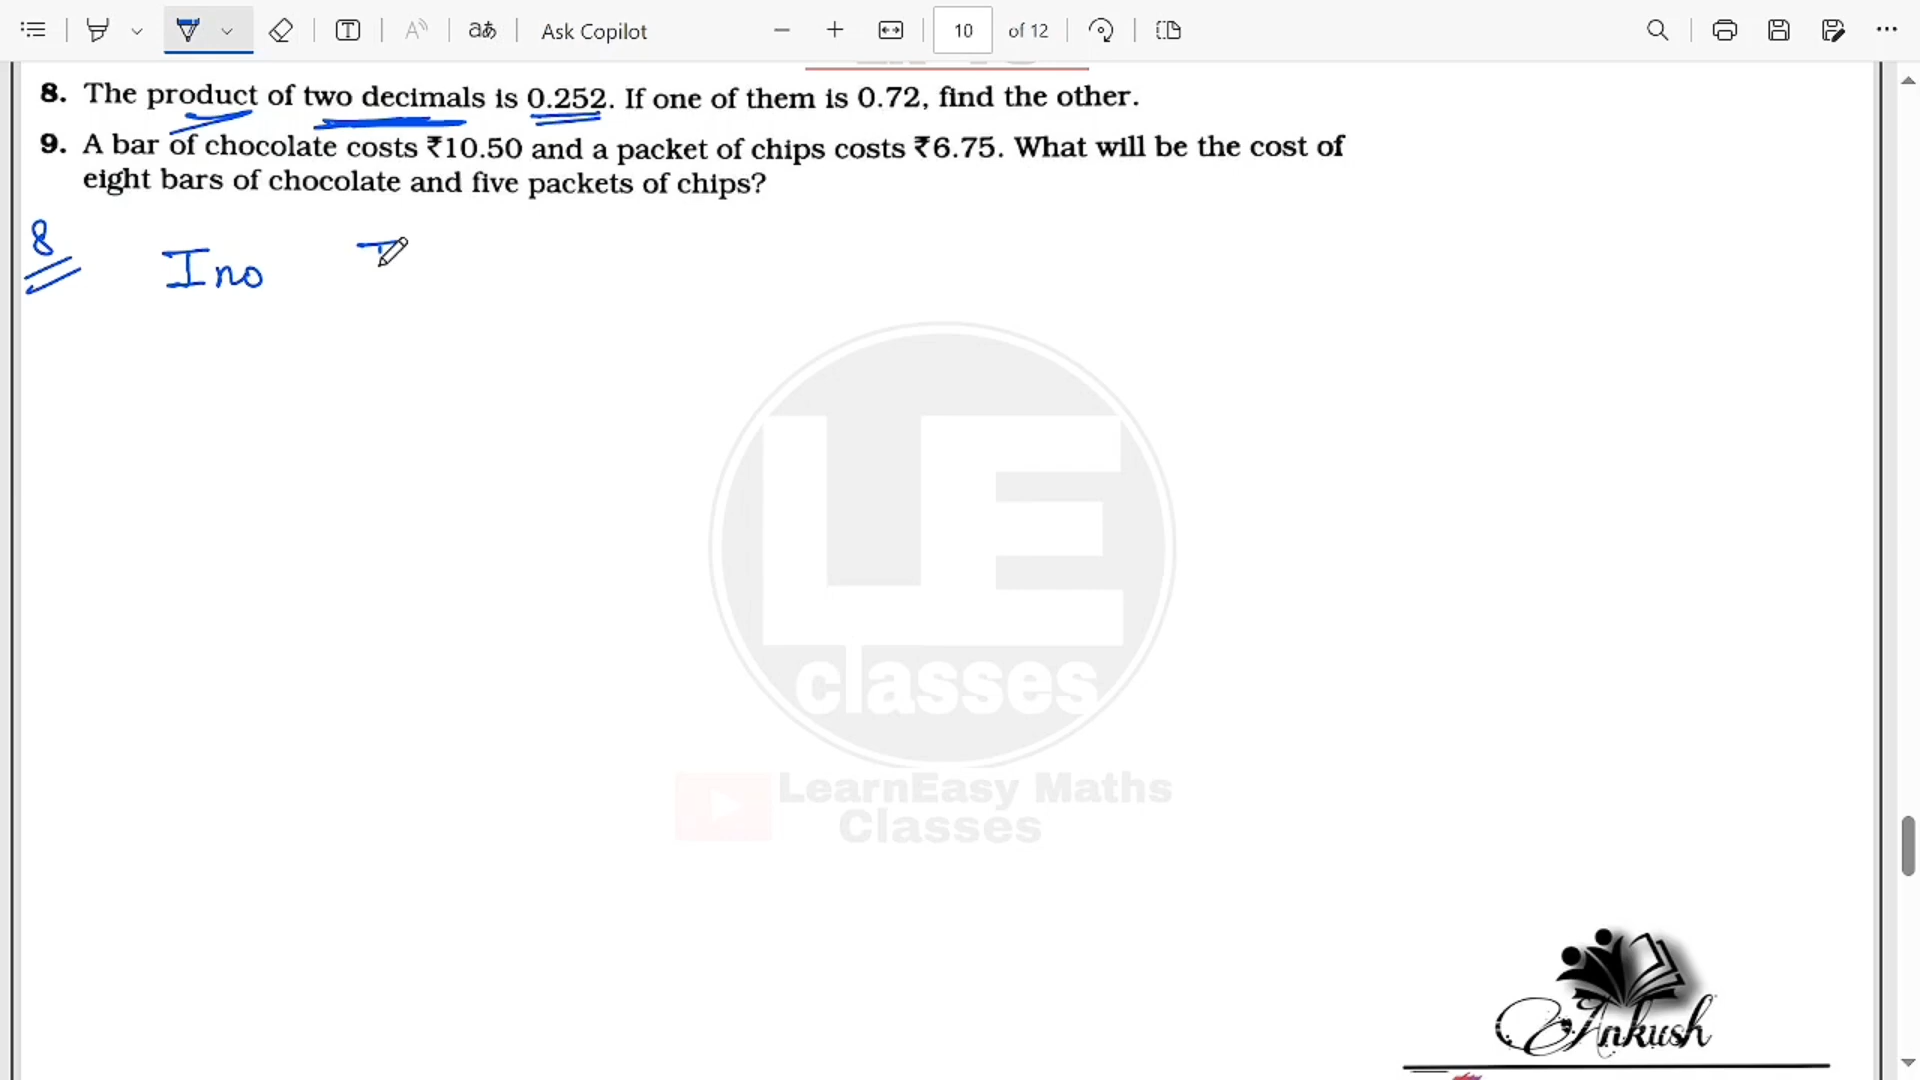 Ask Copilot
10 of 12
8. The product of two decimals is 0.252. If one of them is 0.72, find the other.
9. A bar of chocolate costs ₹10.50 and a packet of chips costs ₹6.75. What will be the cost of
eight bars of chocolate and five packets of chips?
8 I no
LE
classes
LearnEasy Maths
Classes
Ankush